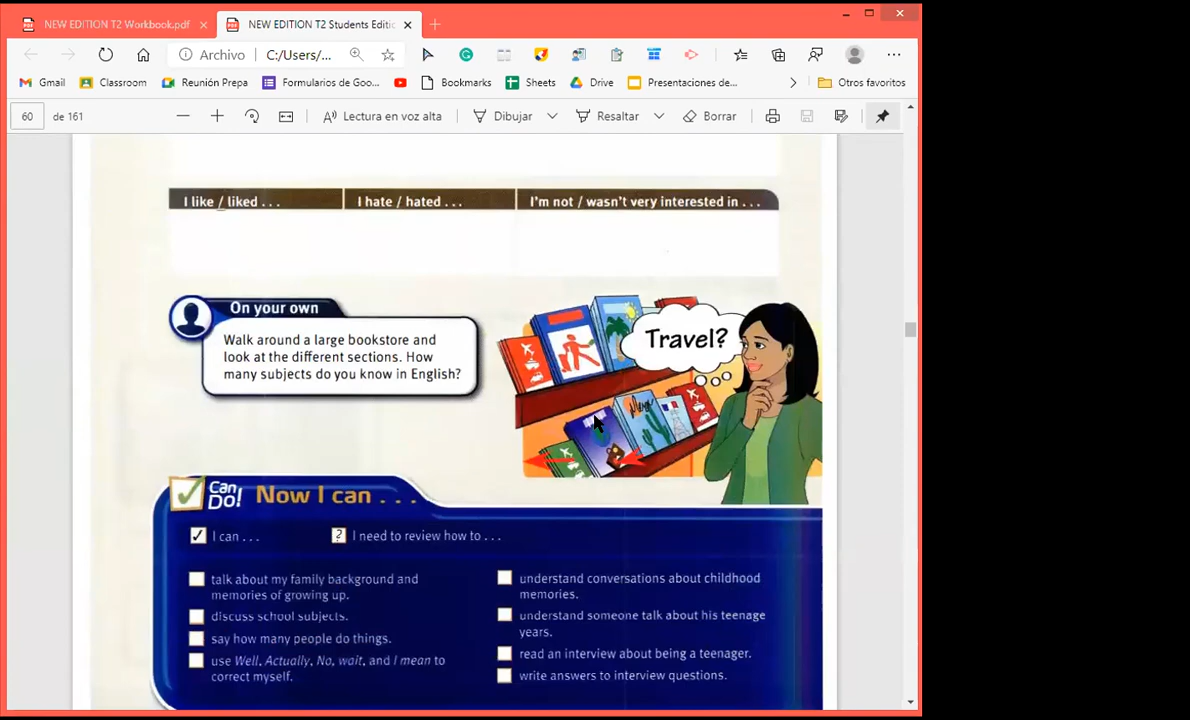 NEW EDITION T2 Workbook.pdf
NEW EDITION T2 Students Editic
Archivo
C:/Users/...
Gmail
Classroom
Reunión Prepa
Formularios de Goo...
Bookmarks
Sheets
Drive
Presentaciones de...
Otros favoritos
60
de 161
Lectura en voz alta
Dibujar
Resaltar
Borrar
I like / liked . . .
I hate / hated . . .
I'm not / wasn't very interested in . . .
On your own
Walk around a large bookstore and
look at the different sections. How
many subjects do you know in English?
Travel?
Can
Do!
Now I can . . .
✓ I can . . .
? I need to review how to . . .
talk about my family background and
memories of growing up.
discuss school subjects.
say how many people do things.
use Well, Actually, No, wait, and I mean to
correct myself.
understand conversations about childhood
memories.
understand someone talk about his teenage
years.
read an interview about being a teenager.
write answers to interview questions.